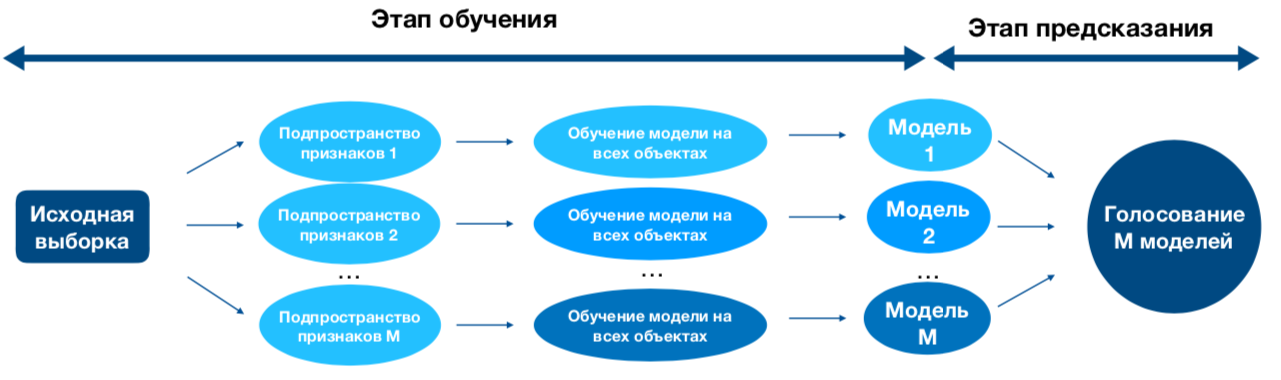 Этап обучения
Этап предсказания
Исходная
выборка
Подпространство
признаков 1
Обучение модели на
всех объектах
Модель
1
Подпространство
признаков 2
Обучение модели на
всех объектах
Модель
2
...
...
...
Подпространство
признаков М
Обучение модели на
всех объектах
Модель
М
Голосование
М моделей